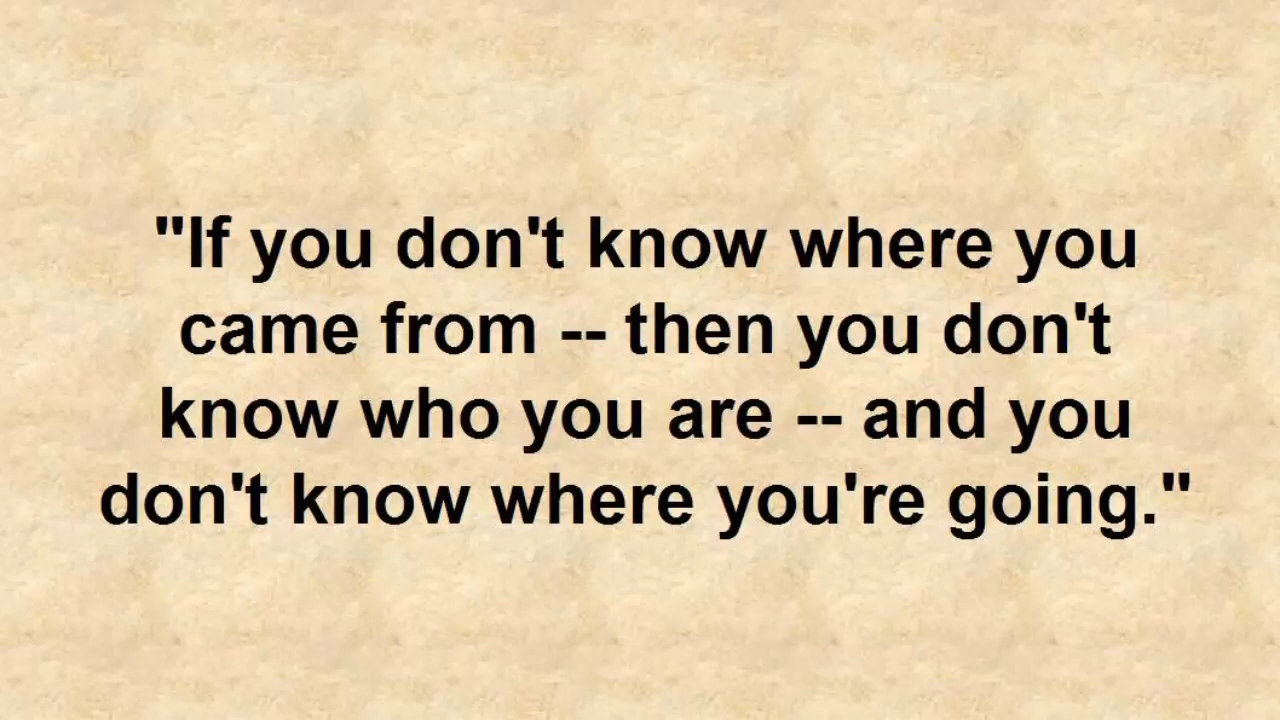 "If you don't know where you
came from -- then you don't
know who you are -- and you
don't know where you're going."